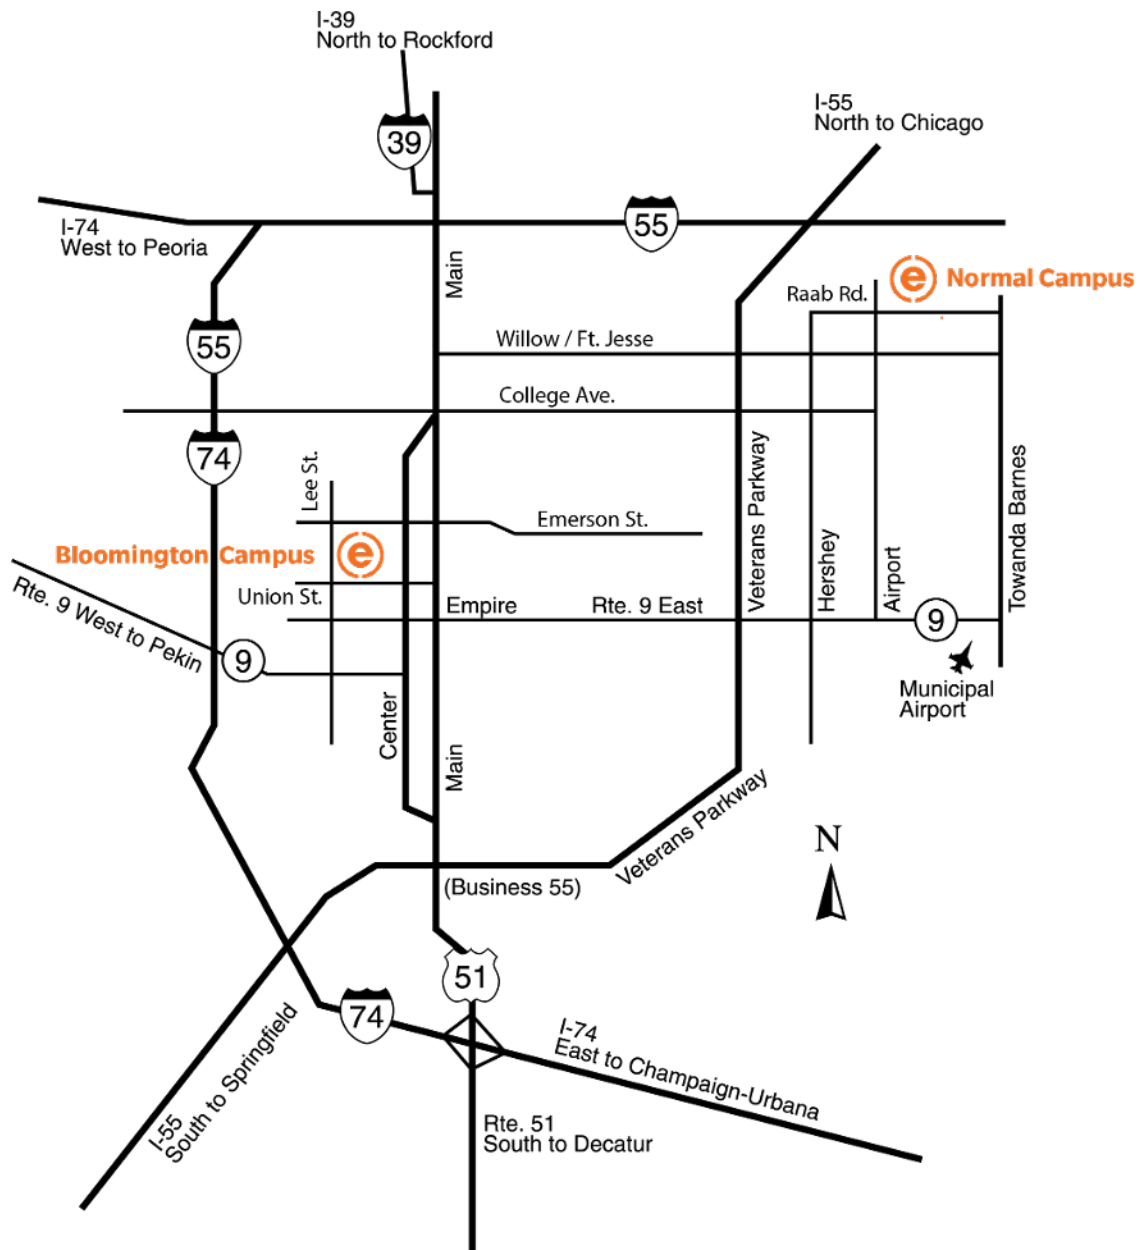 I-39
North to Rockford
39
I-55
North to Chicago
I-74
West to Peoria
55
Main
e Normal Campus
Raab Rd.
55
Willow / Ft. Jesse
College Ave.
74
Lee St.
Veterans Parkway
Towanda Barnes
Emerson St.
Hershey
Airport
Bloomington Campus e
Rte. 9 West to Pekin
Union St.
Empire
Rte. 9 East
9
9
Municipal
Airport
Center
Main
Veterans Parkway
N
(Business 55)
51
74
I-55
South to Springfield
I-74
East to Champaign-Urbana
Rte. 51
South to Decatur